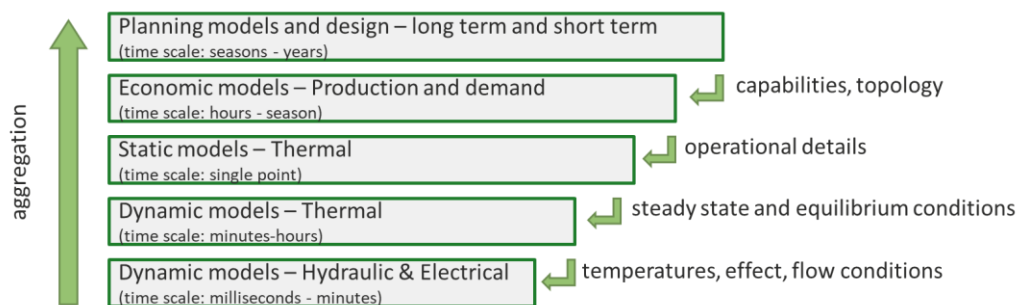 Planning models and design – long term and short term
(time scale: seasons - years)
Economic models – Production and demand
(time scale: hours - season)
capabilities, topology
Static models – Thermal
(time scale: single point)
operational details
aggregation
Dynamic models – Thermal
(time scale: minutes-hours)
steady state and equilibrium conditions
Dynamic models – Hydraulic & Electrical
(time scale: milliseconds - minutes)
temperatures, effect, flow conditions